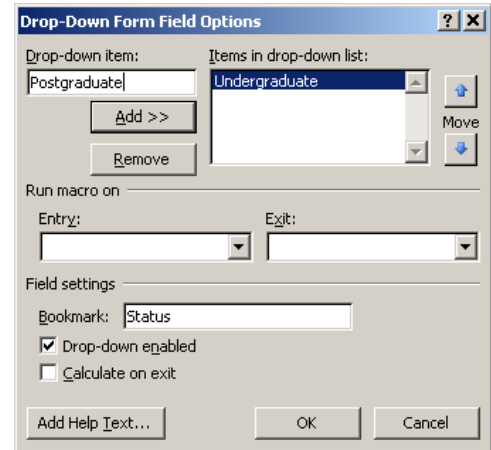 Drop-Down Form Field Options
Drop-down item: Items in drop-down list:
Postgraduate Undergraduate
Add >>
Move
Remove
Run macro on
Entry: Exit:
Field settings
Bookmark: Status
Drop-down enabled
Calculate on exit
Add Help Text... OK Cancel